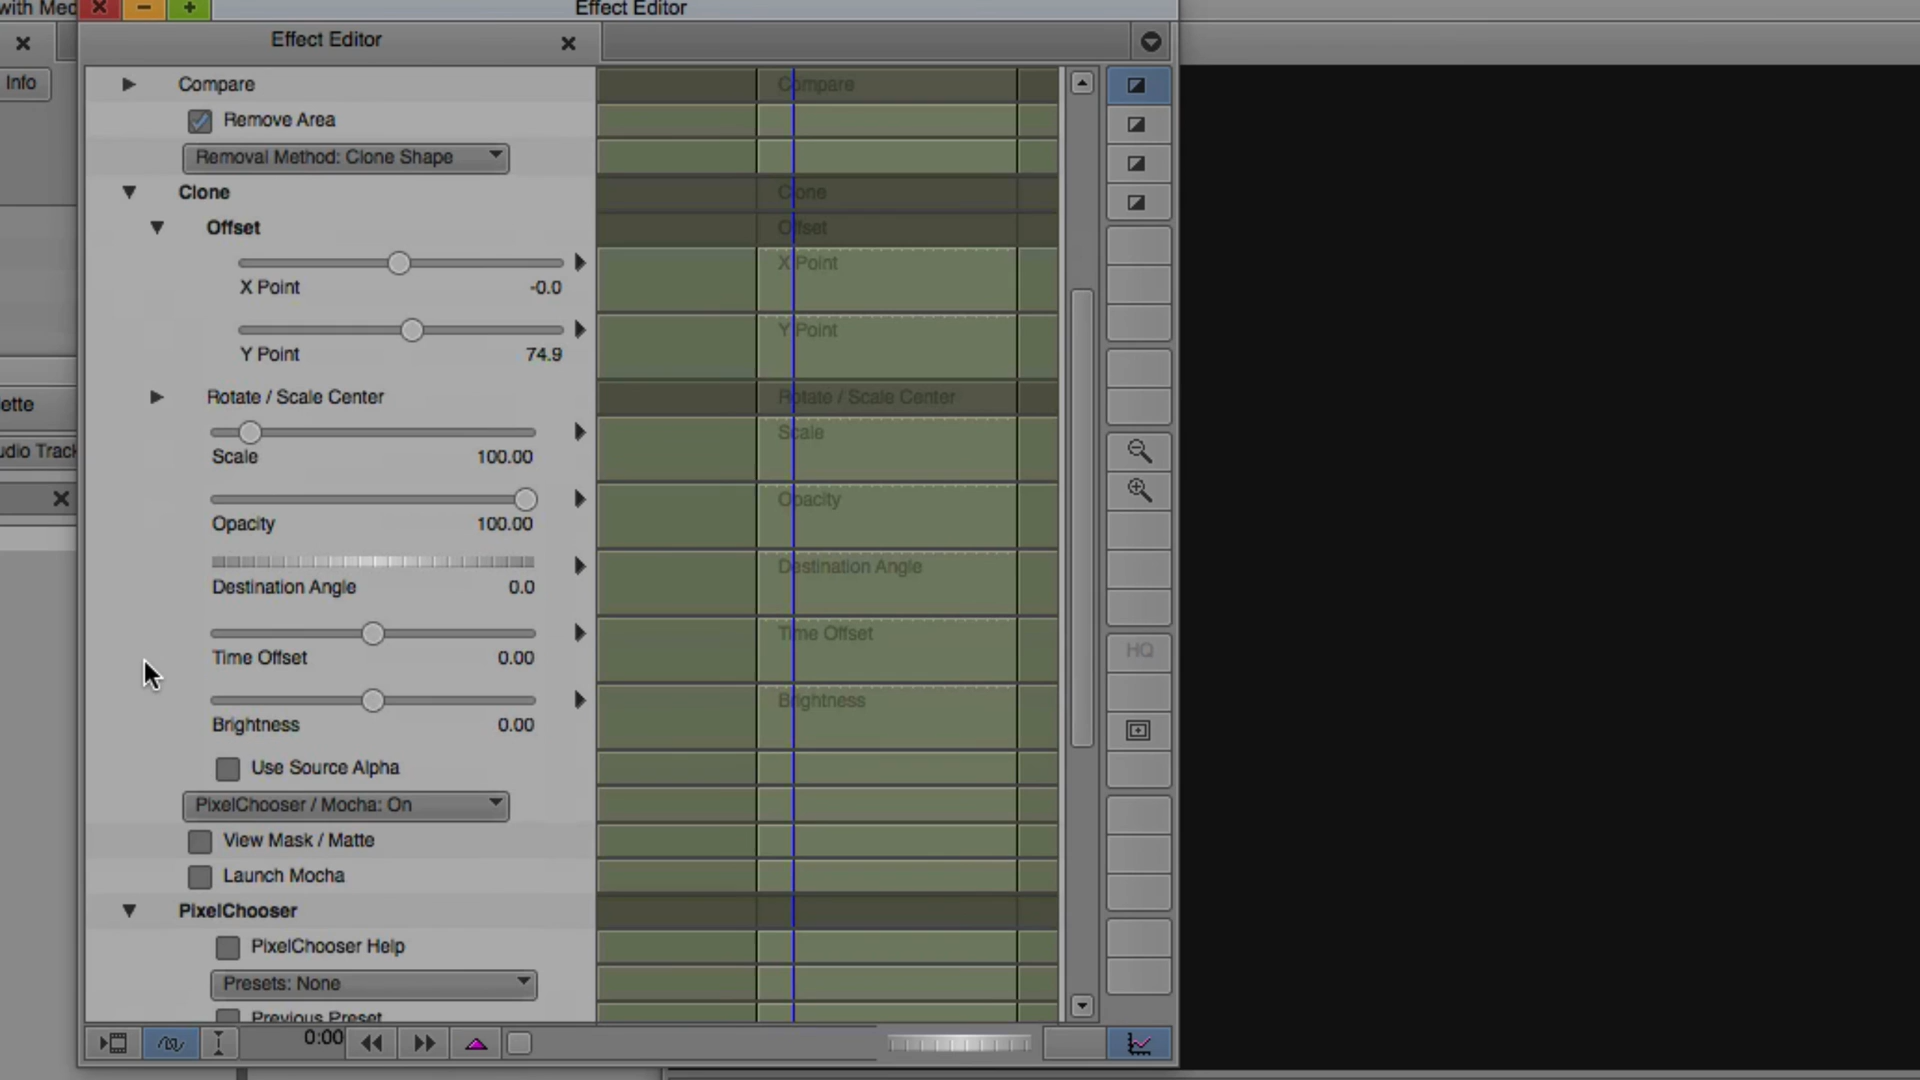 with Med
Effect Editor
Effect Editor
Info
Compare
Compare
Remove Area
Removal Method: Clone Shape
Clone
Clone
Offset
Offset
X Point
-0.0
X Point
Y Point
74.9
Y Point
Rotate / Scale Center
Rotate / Scale Center
lette
Scale
100.00
Scale
udio Track
Opacity
100.00
Opacity
Destination Angle
0.0
Destination Angle
Time Offset
0.00
Time Offset
HQ
Brightness
0.00
Brightness
Use Source Alpha
PixelChooser / Mocha: On
View Mask / Matte
Launch Mocha
PixelChooser
PixelChooser Help
Presets: None
Previous Preset
0:00